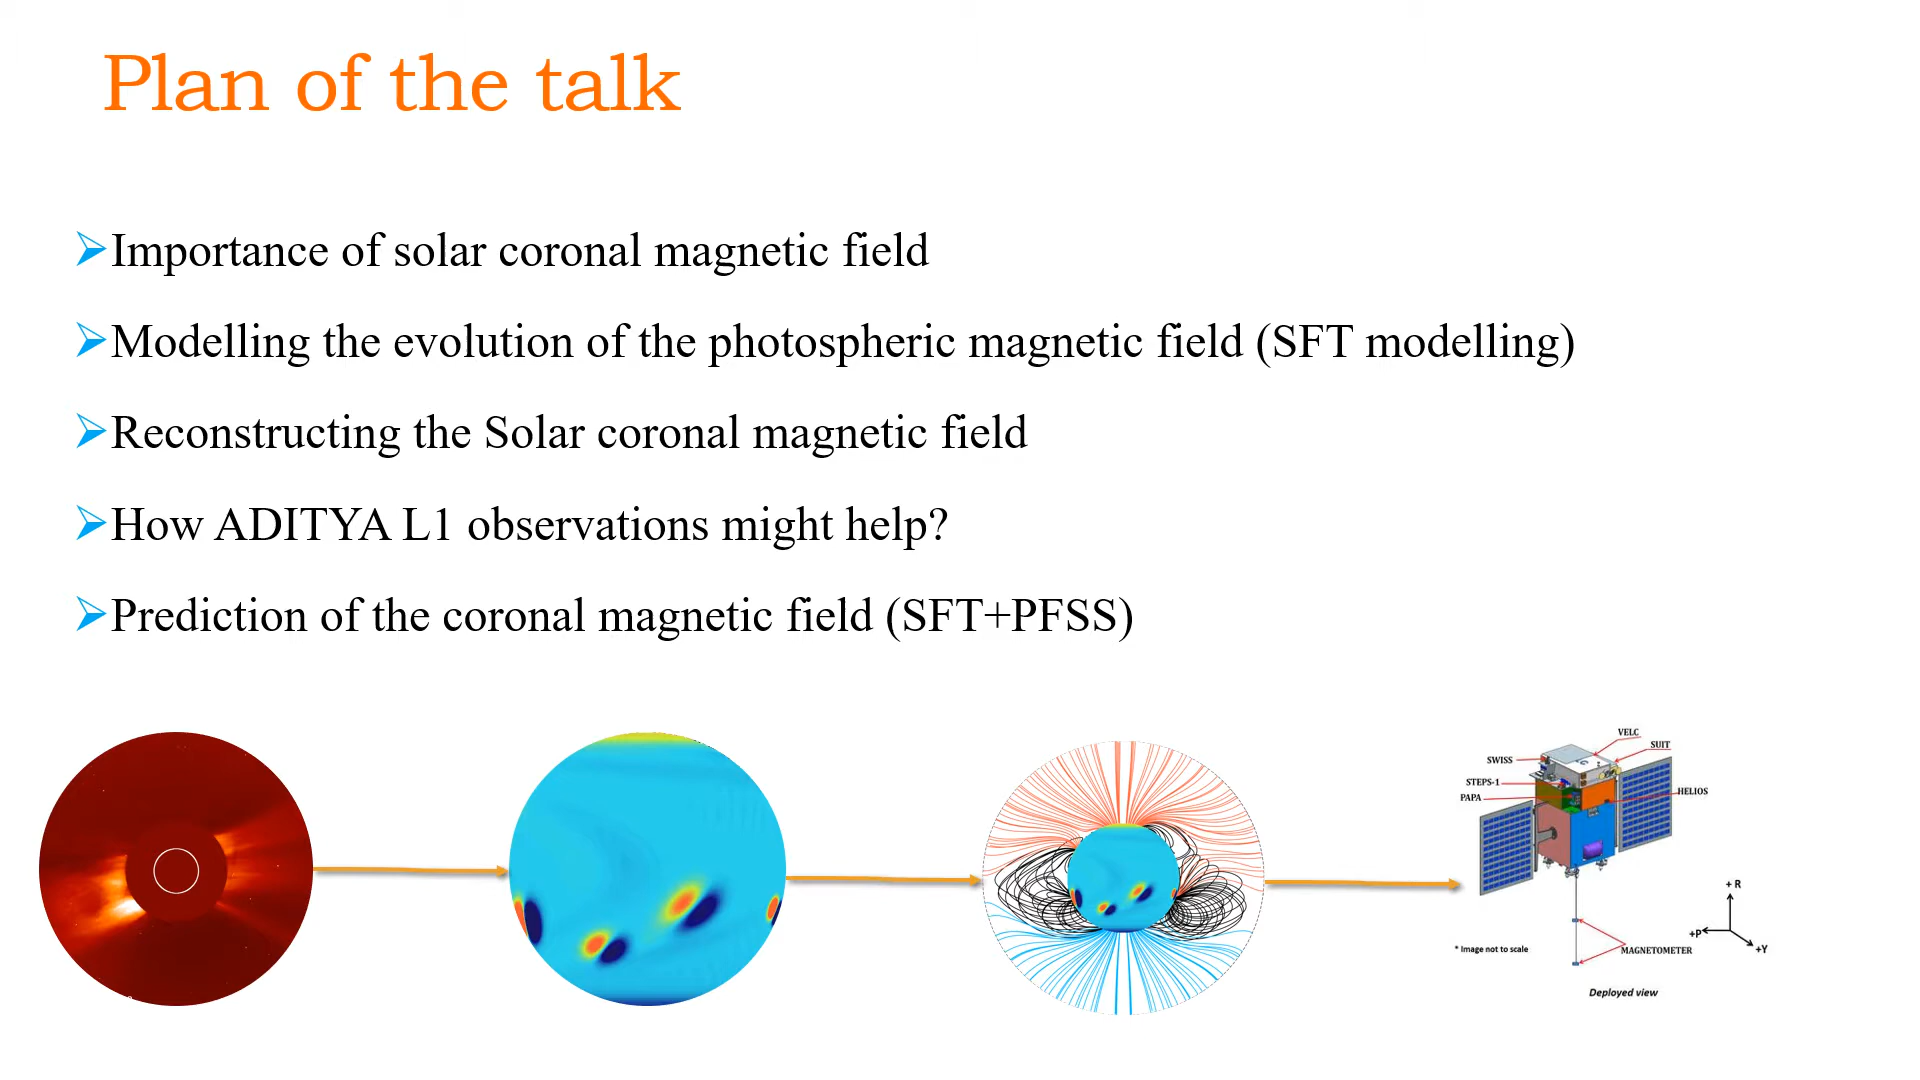 Plan of the talk
Importance of solar coronal magnetic field
Modelling the evolution of the photospheric magnetic field (SFT modelling)
Reconstructing the Solar coronal magnetic field
How ADITYA L1 observations might help?
Prediction of the coronal magnetic field (SFT+PFSS)
VELC
SUIT
SWISS
STEPS-1
PAPA
HELIOS
+ R
+P
+Y
* Image not to scale
MAGNETOMETER
Deployed view